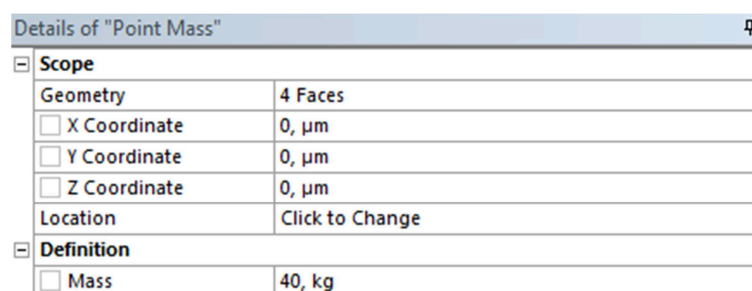 Details of "Point Mass"
Scope
Geometry 4 Faces
X Coordinate 0, µm
Y Coordinate 0, µm
Z Coordinate 0, µm
Location Click to Change
Definition
Mass 40, kg